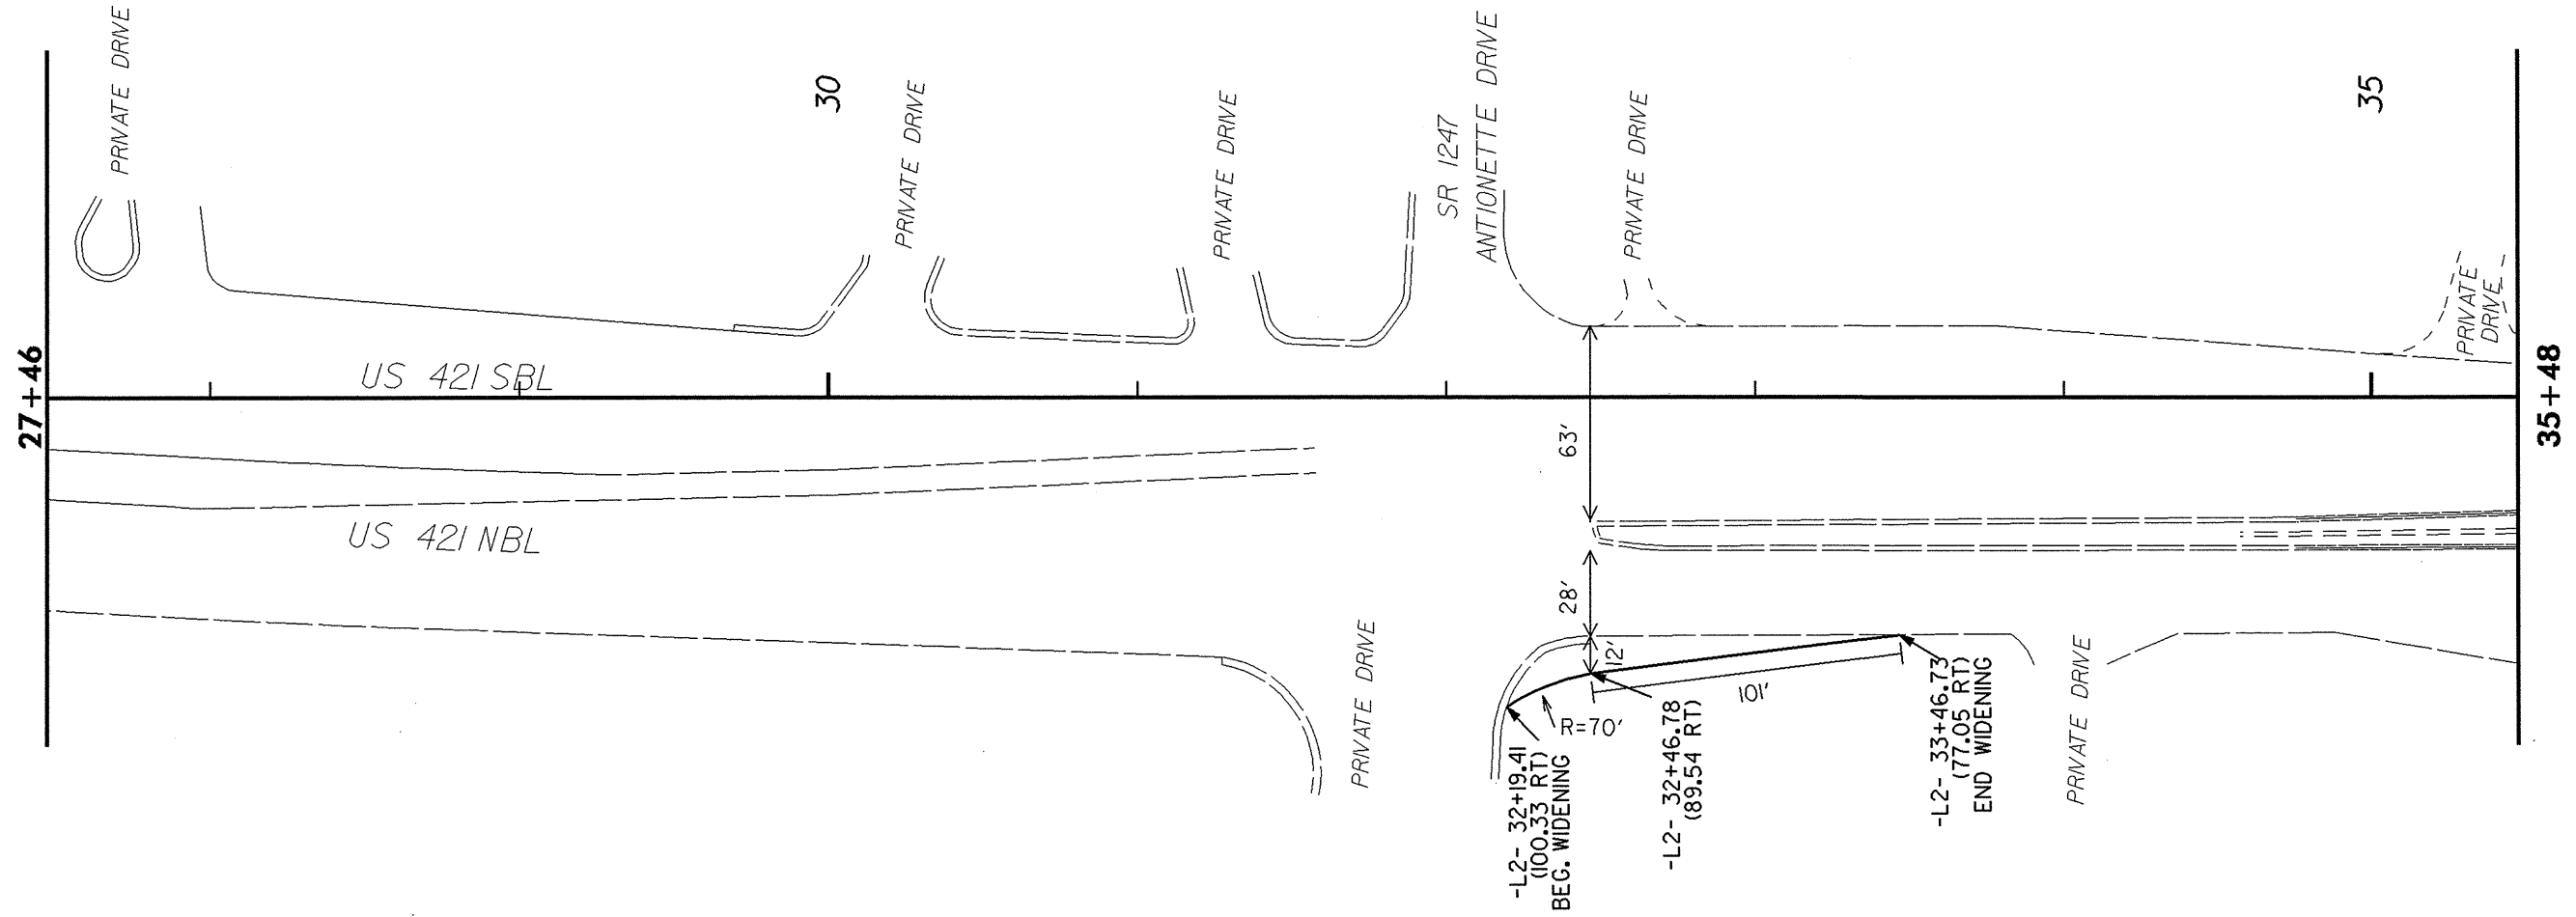 PRIVATE DRIVE
30
PRIVATE DRIVE
PRIVATE DRIVE
SR 1247
ANTIONETTE DRIVE
PRIVATE DRIVE
35
PRIVATE
DRIVE
27+46
US 421 SBL
35+48
63'
US 421 NBL
28'
12'
101'
R=70'
PRIVATE DRIVE
-L2- 32+19.41
(100.33 RT)
BEG. WIDENING
-L2- 32+46.78
(89.54 RT)
-L2- 33+46.73
(77.05 RT)
END WIDENING
PRIVATE DRIVE